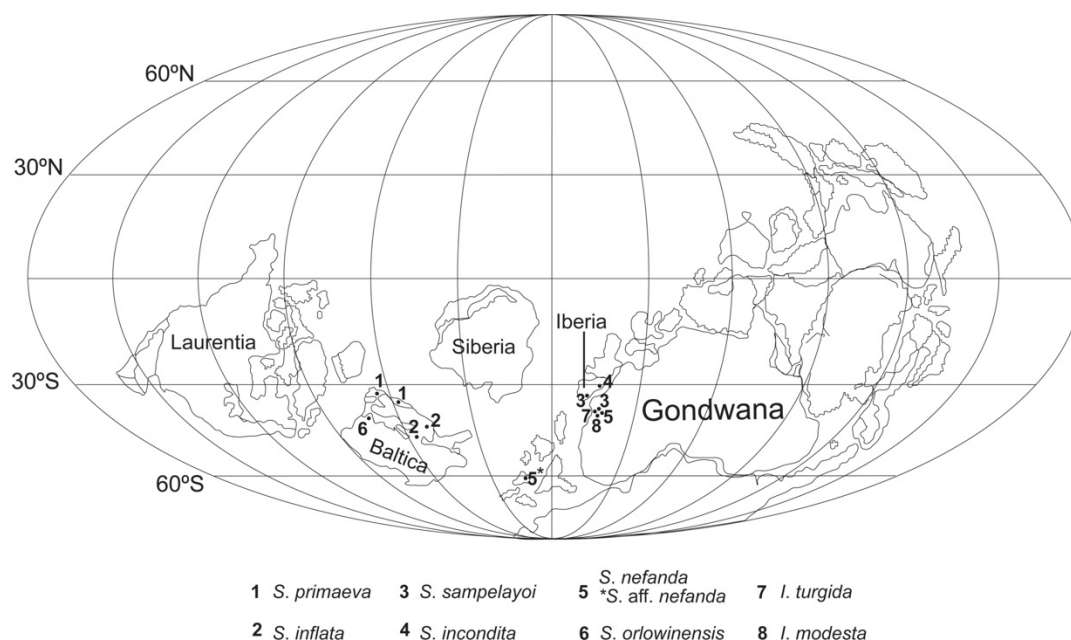 60ºN
30ºN
Iberia
Laurentia
Siberia
30ºS
1
1
4
3
3
Gondwana
6
2
2
7
5
8
Baltica
60ºS
5*
1 S. primaeva 3 S. sampelayoi 5 S. nefanda 7 I. turgida
*S. aff. nefanda
2 S. inflata 4 S. incondita 6 S. orlowinensis 8 I. modesta